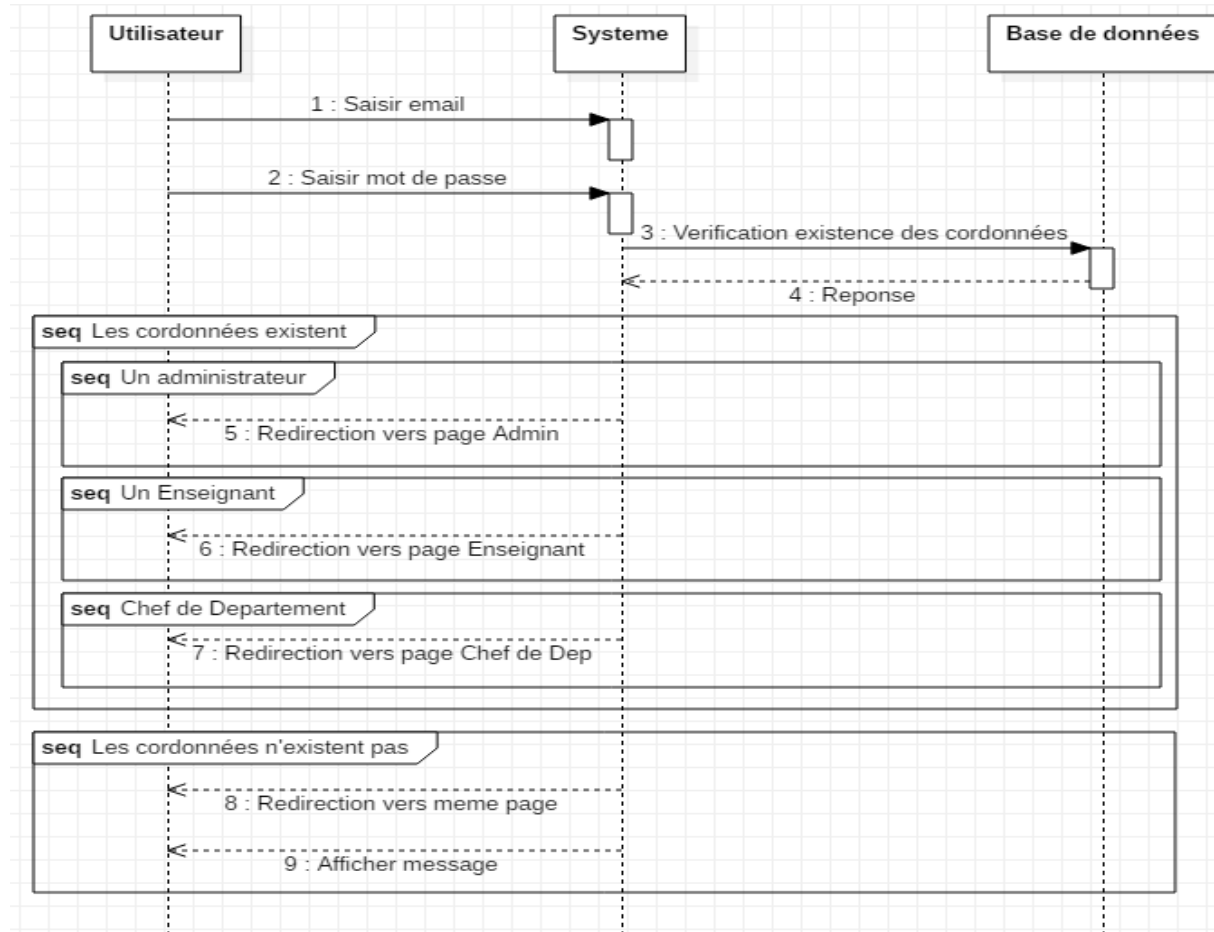 Utilisateur
Systeme
Base de données
1 : Saisir email
2 : Saisir mot de passe
3 : Verification existence des cordonnées
4 : Reponse
seq Les cordonnées existent
seq Un administrateur
5 : Redirection vers page Admin
seq Un Enseignant
6 : Redirection vers page Enseignant
seq Chef de Departement
7 : Redirection vers page Chef de Dep
seq Les cordonnées n'existent pas
8 : Redirection vers meme page
9 : Afficher message